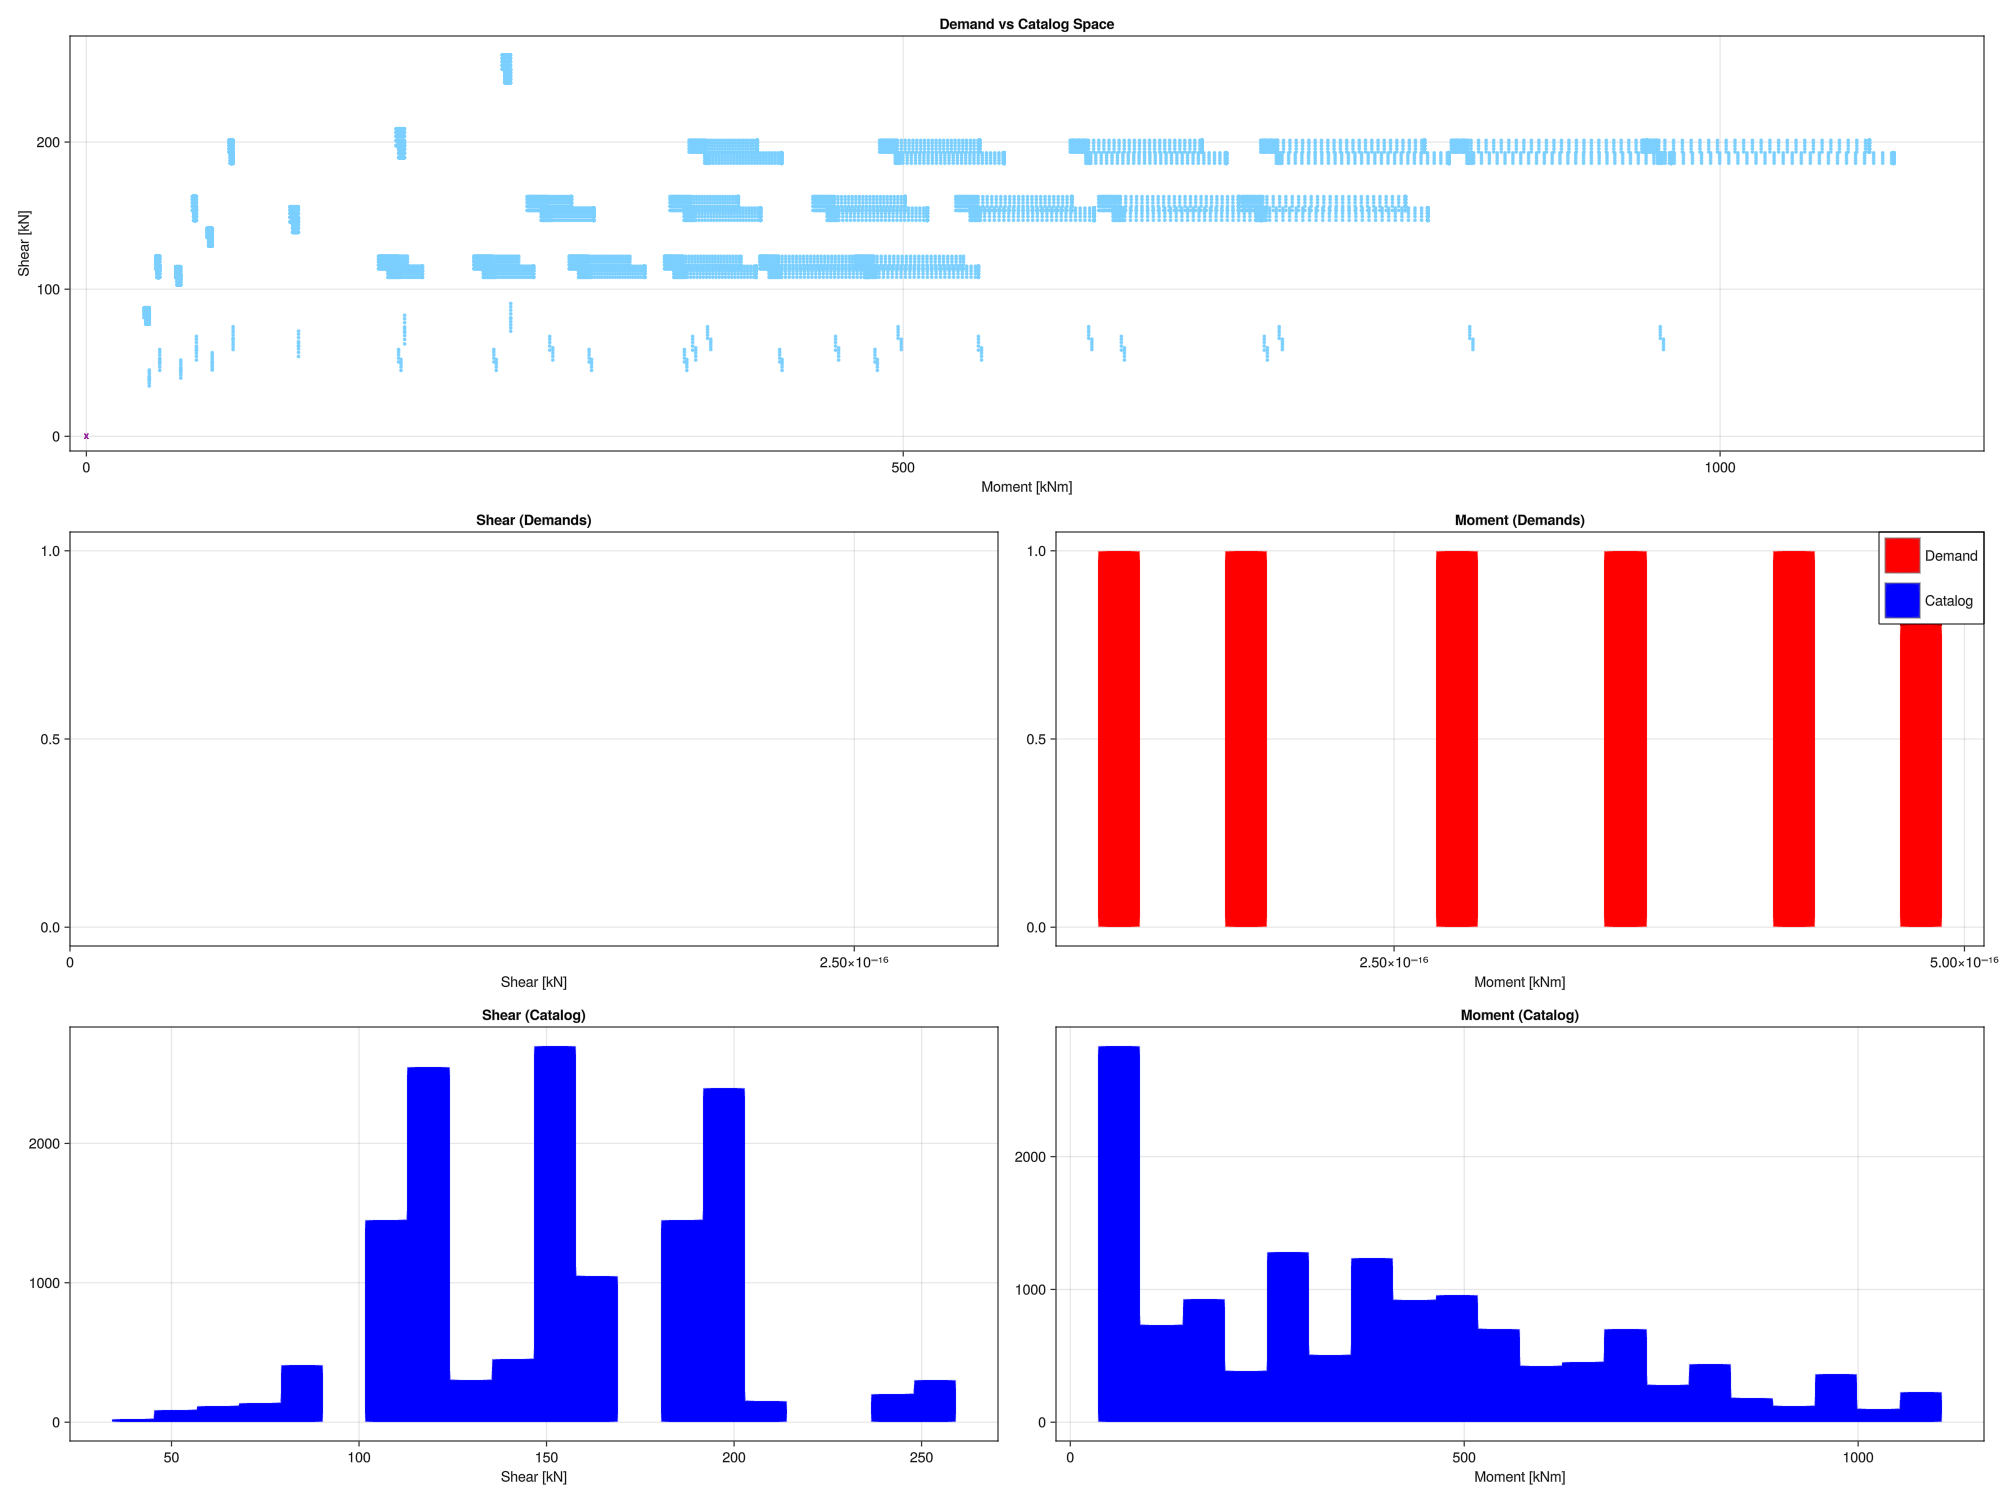 Demand vs Catalog Space
Shear [kN]
200
100
0
0 500 1000
Moment [kNm]
Shear (Demands)
1.0
0.5
0.0
0 2.50×10⁻¹⁶
Shear [kN]
Moment (Demands)
1.0
0.5
0.0
Demand
Catalog
2.50×10⁻¹⁶ 5.00×10⁻¹⁶
Moment [kNm]
Shear (Catalog)
2000
1000
0
50 100 150 200 250
Shear [kN]
Moment (Catalog)
2000
1000
0
0 500 1000
Moment [kNm]